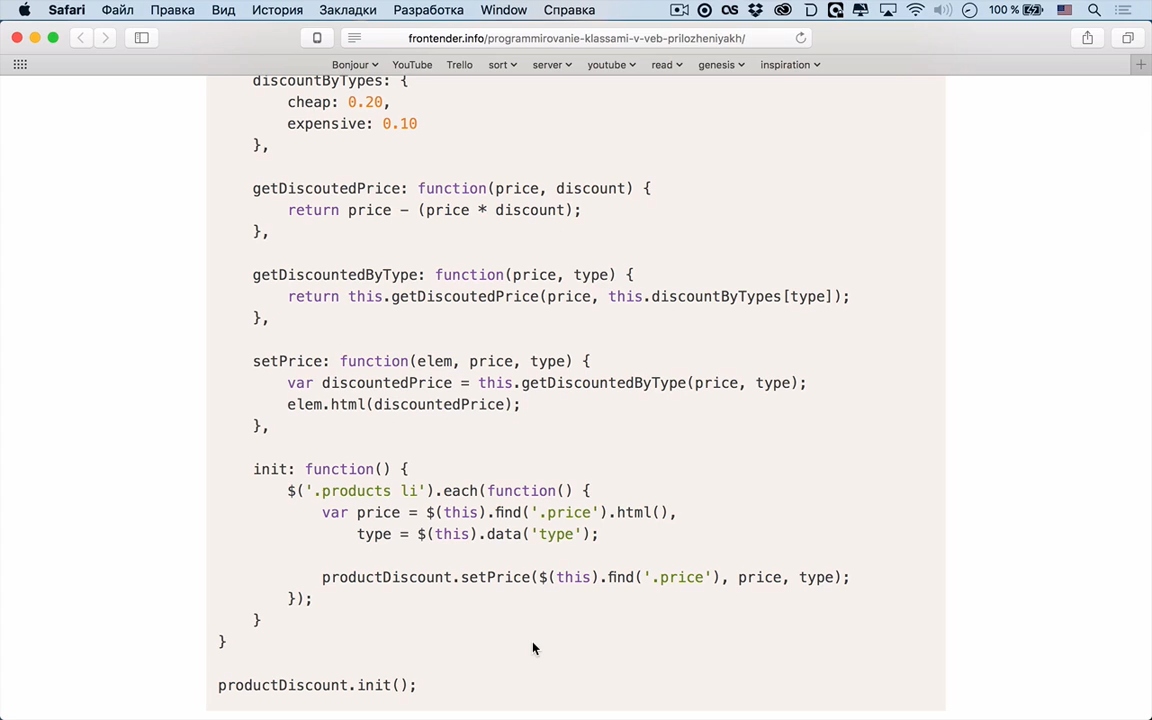 Safari Файл Правка Вид История Закладки Разработка Window Справка 100 %
frontender.info/programmirovanie-klassami-v-veb-prilozheniyakh/
Bonjour YouTube Trello sort server youtube read genesis inspiration
discountByTypes: {
cheap: 0.20,
expensive: 0.10
},
getDiscoutedPrice: function(price, discount) {
return price - (price * discount);
},
getDiscountedByType: function(price, type) {
return this.getDiscoutedPrice(price, this.discountByTypes[type]);
},
setPrice: function(elem, price, type) {
var discountedPrice = this.getDiscountedByType(price, type);
elem.html(discountedPrice);
},
init: function() {
$('.products li').each(function() {
var price = $(this).find('.price').html(),
type = $(this).data('type');
productDiscount.setPrice($(this).find('.price'), price, type);
});
}
}
productDiscount.init();